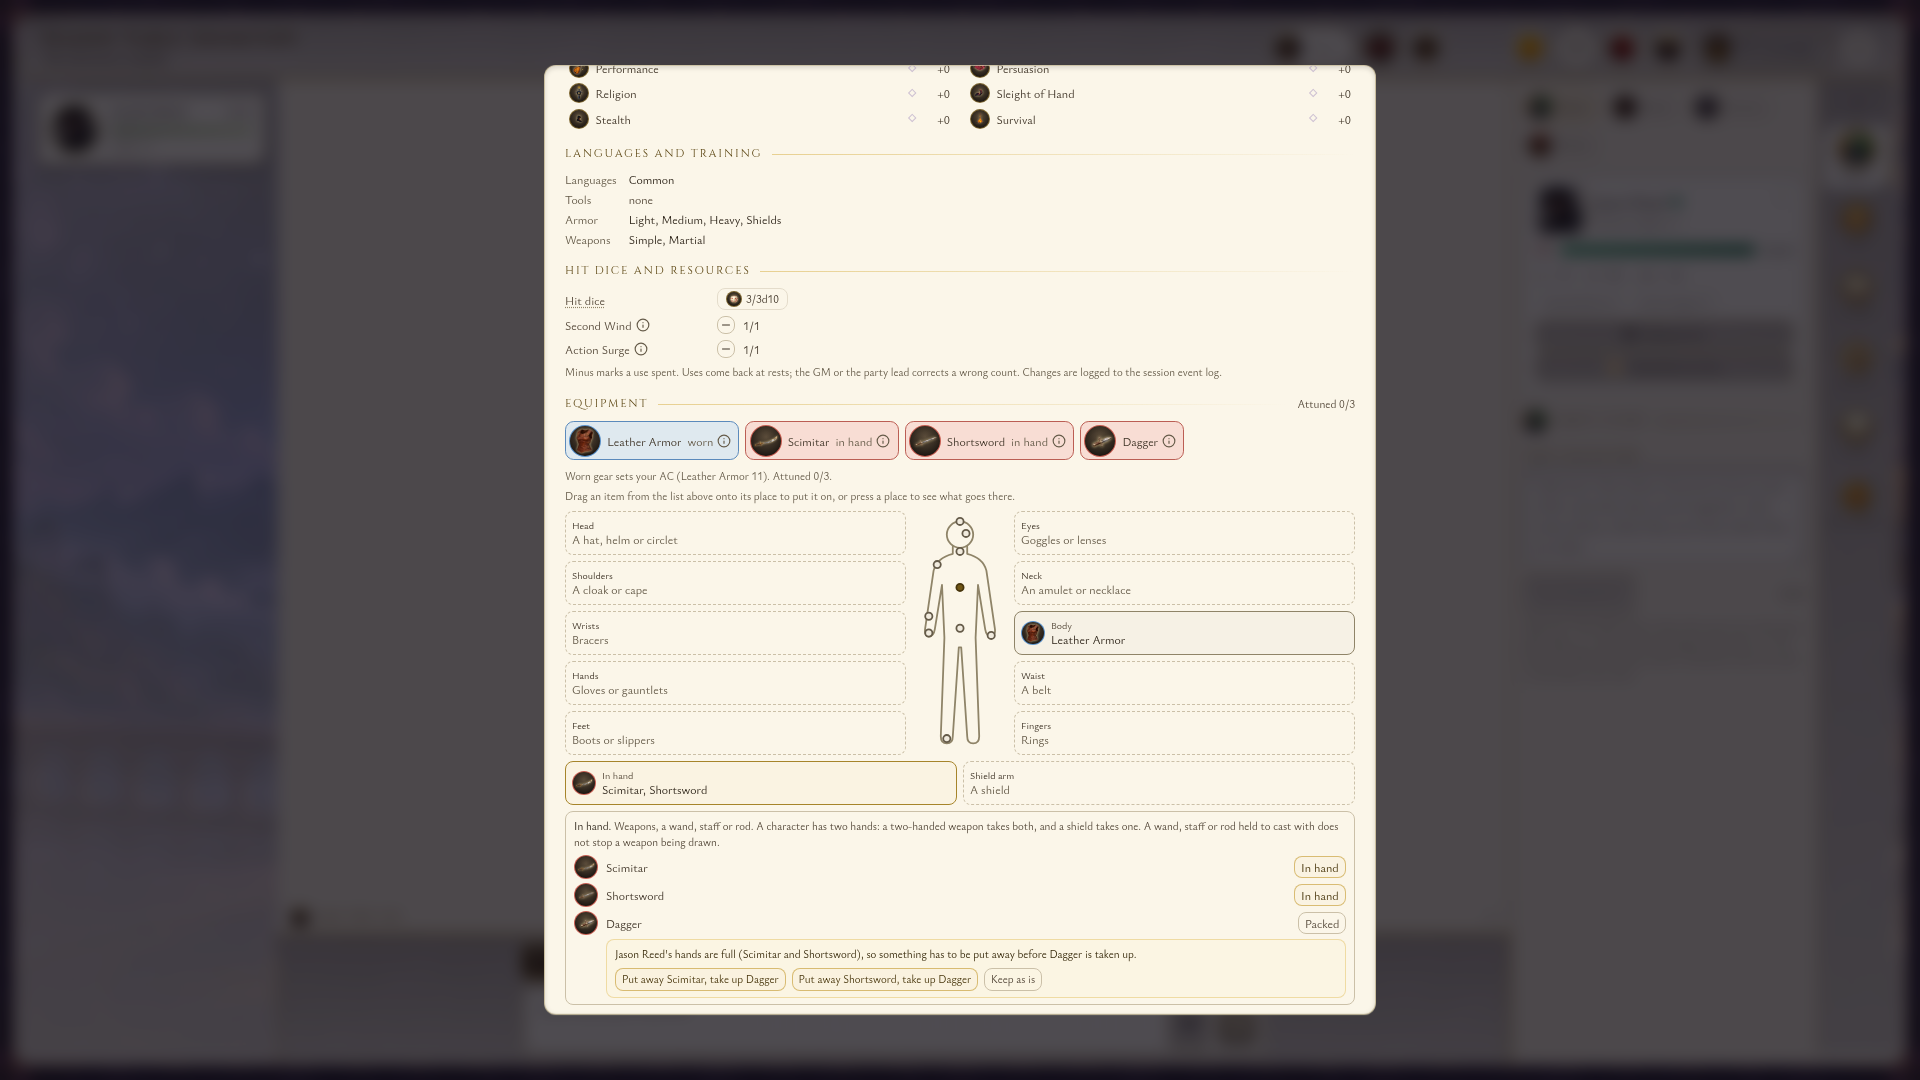 Performance +0 Persuasion +0
Religion +0 Sleight of Hand +0
Stealth +0 Survival +0
LANGUAGES AND TRAINING
Languages Common
Tools none
Armor Light, Medium, Heavy, Shields
Weapons Simple, Martial
HIT DICE AND RESOURCES
Hit dice 3/3d10
Second Wind 1/1
Action Surge 1/1
Minus marks a use spent. Uses come back at rests; the GM or the party lead corrects a wrong count. Changes are logged to the session event log.
EQUIPMENT Attuned 0/3
Leather Armor worn Scimitar in hand Shortsword in hand Dagger
Worn gear sets your AC (Leather Armor 11). Attuned 0/3.
Drag an item from the list above onto its place to put it on, or press a place to see what goes there.
Head
A hat, helm or circlet
Eyes
Goggles or lenses
Shoulders
A cloak or cape
Neck
An amulet or necklace
Wrists
Bracers
Body
Leather Armor
Hands
Gloves or gauntlets
Waist
A belt
Feet
Boots or slippers
Fingers
Rings
In hand
Scimitar, Shortsword
Shield arm
A shield
In hand. Weapons, a wand, staff or rod. A character has two hands: a two-handed weapon takes both, and a shield takes one. A wand, staff or rod held to cast with does
not stop a weapon being drawn.
Scimitar In hand
Shortsword In hand
Dagger Packed
Jason Reed's hands are full (Scimitar and Shortsword), so something has to be put away before Dagger is taken up.
Put away Scimitar, take up Dagger Put away Shortsword, take up Dagger Keep as is